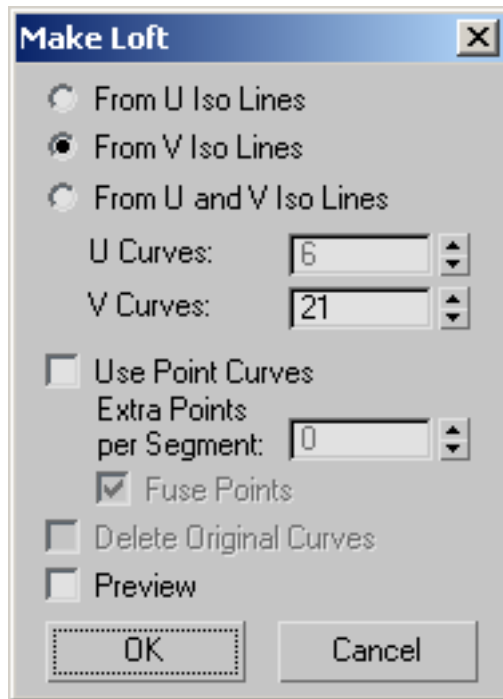 Make Loft
From U Iso Lines
From V Iso Lines
From U and V Iso Lines
U Curves: 6
V Curves: 21
Use Point Curves
Extra Points
per Segment: 0
Fuse Points
Delete Original Curves
Preview
OK Cancel